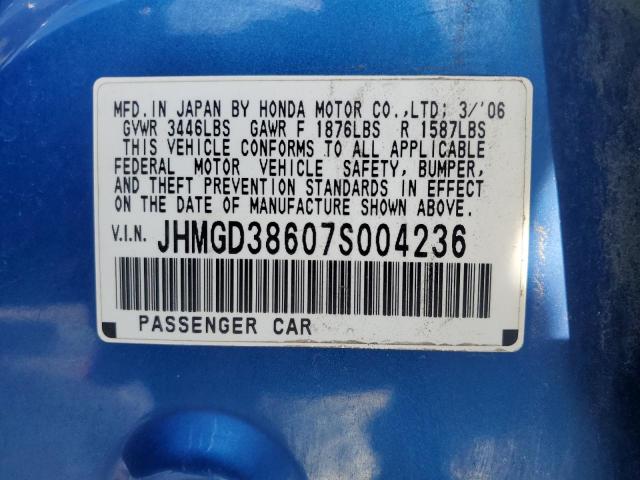 MFD.IN JAPAN BY HONDA MOTOR CO.,LTD; 3/'06
GVWR 3446LBS GAWR F 1876LBS R 1587LBS
THIS VEHICLE CONFORMS TO ALL APPLICABLE
FEDERAL MOTOR VEHICLE SAFETY, BUMPER,
AND THEFT PREVENTION STANDARDS IN EFFECT
ON THE DATE OF MANUFACTURE SHOWN ABOVE.
V.I.N. JHMGD38607S004236
PASSENGER CAR